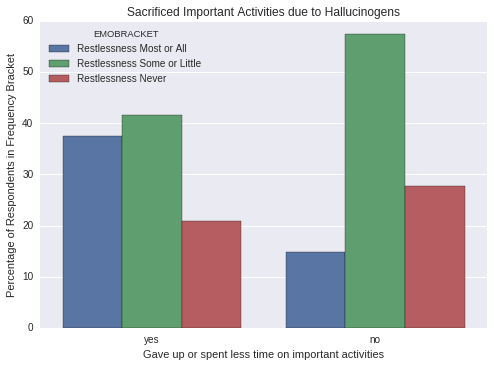 Sacrificed Important Activities due to Hallucinogens
EMOBRACKET
Restlessness Most or All
Restlessness Some or Little
Restlessness Never
Percentage of Respondents in Frequency Bracket
60
50
40
30
20
10
0
yes no
Gave up or spent less time on important activities